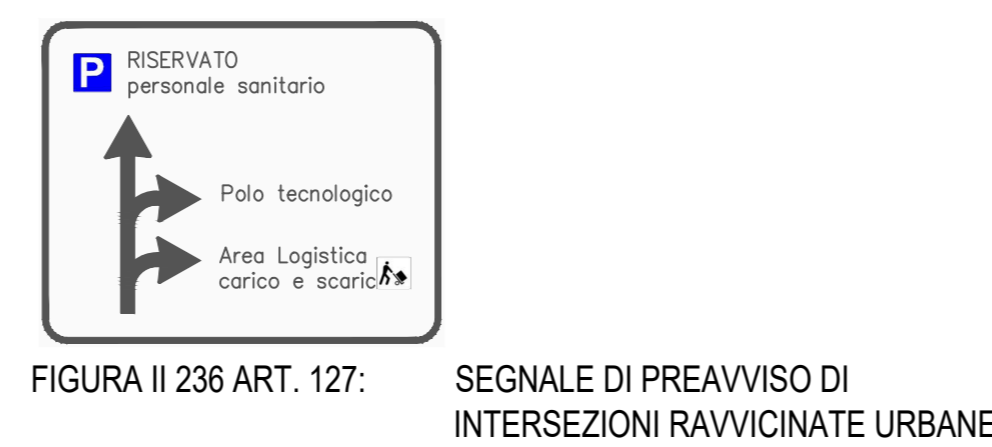 P RISERVATO
personale sanitario
Polo tecnologico
Area Logistica
carico e scaric
FIGURA II 236 ART. 127: SEGNALE DI PREAVVISO DI
INTERSEZIONI RAVVICINATE URBANE